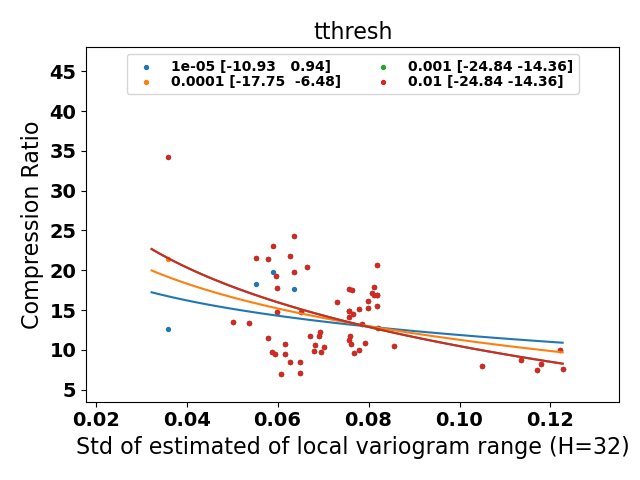 tthresh
1e-05 [-10.93   0.94]
0.0001 [-17.75  -6.48]
0.001 [-24.84 -14.36]
0.01 [-24.84 -14.36]
45
40
35
30
25
20
15
10
5
Compression Ratio
0.02 0.04 0.06 0.08 0.10 0.12
Std of estimated of local variogram range (H=32)